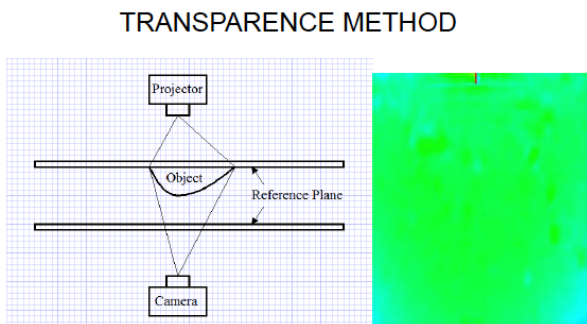 TRANSPARENCE METHOD
Projector
Object
Reference Plane
Camera